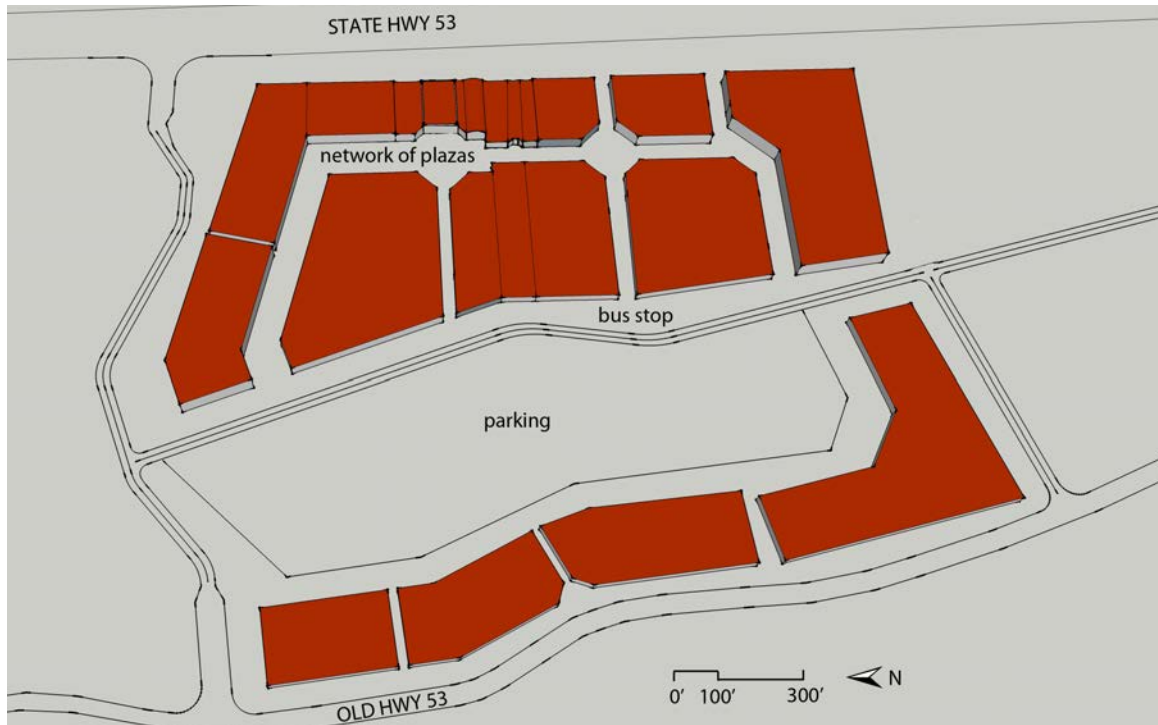 STATE HWY 53
network of plazas
bus stop
parking
0' 100' 300'
N
OLD HWY 53